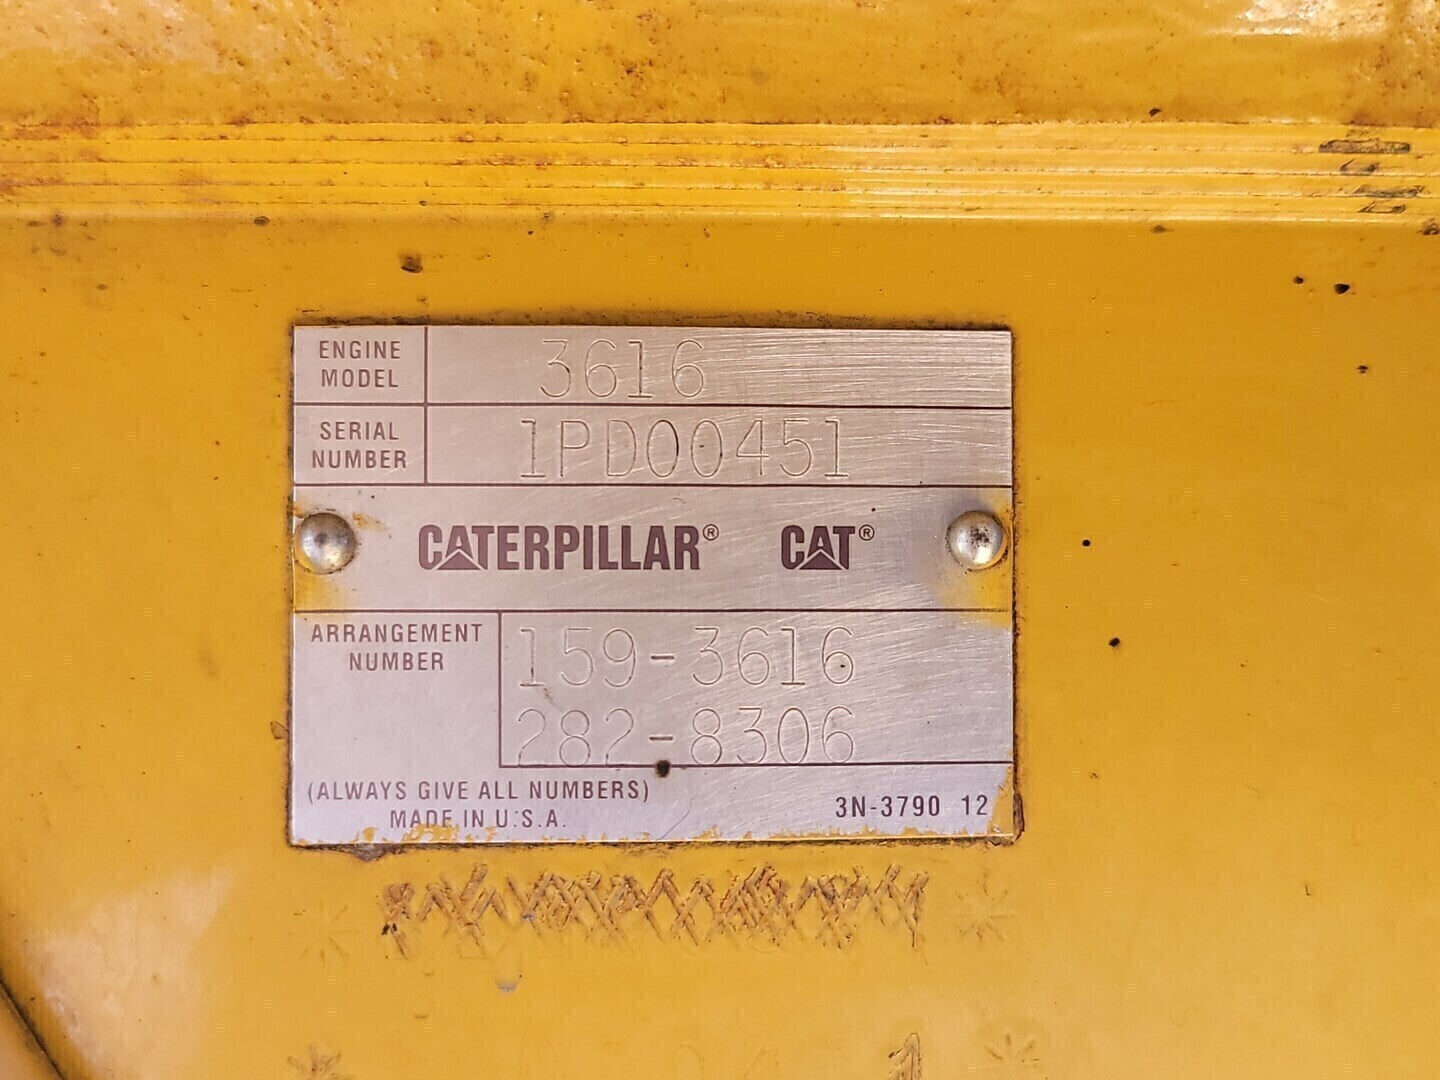 ENGINE MODEL 3616
SERIAL NUMBER 1PD00451
CATERPILLAR® CAT®
ARRANGEMENT NUMBER 159-3616
282-8306
(ALWAYS GIVE ALL NUMBERS)
MADE IN U.S.A. 3N-3790 12